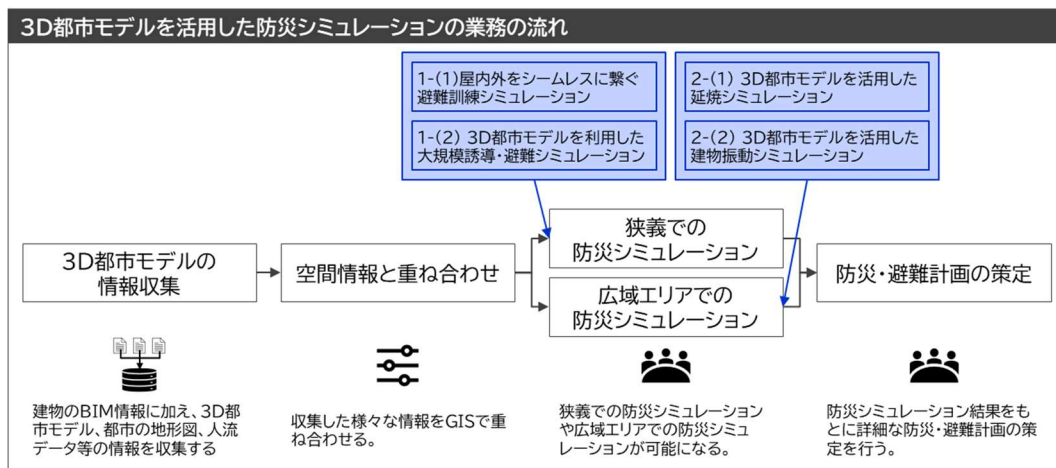 3D都市モデルを活用した防災シミュレーションの業務の流れ
1-(1)屋内外をシームレスに繋ぐ
避難訓練シミュレーション
1-(2) 3D都市モデルを利用した
大規模誘導・避難シミュレーション
2-(1) 3D都市モデルを活用した
延焼シミュレーション
2-(2) 3D都市モデルを活用した
建物振動シミュレーション
3D都市モデルの
情報収集
空間情報と重ね合わせ
狭義での
防災シミュレーション
広域エリアでの
防災シミュレーション
防災・避難計画の策定
建物のBIM情報に加え、3D都
市モデル、都市の地形図、人流
データ等の情報を収集する
収集した様々な情報をGISで重
ね合わせる。
狭義での防災シミュレーション
や広域エリアでの防災シミュ
レーションが可能になる。
防災シミュレーション結果をも
とに詳細な防災・避難計画の策
定を行う。